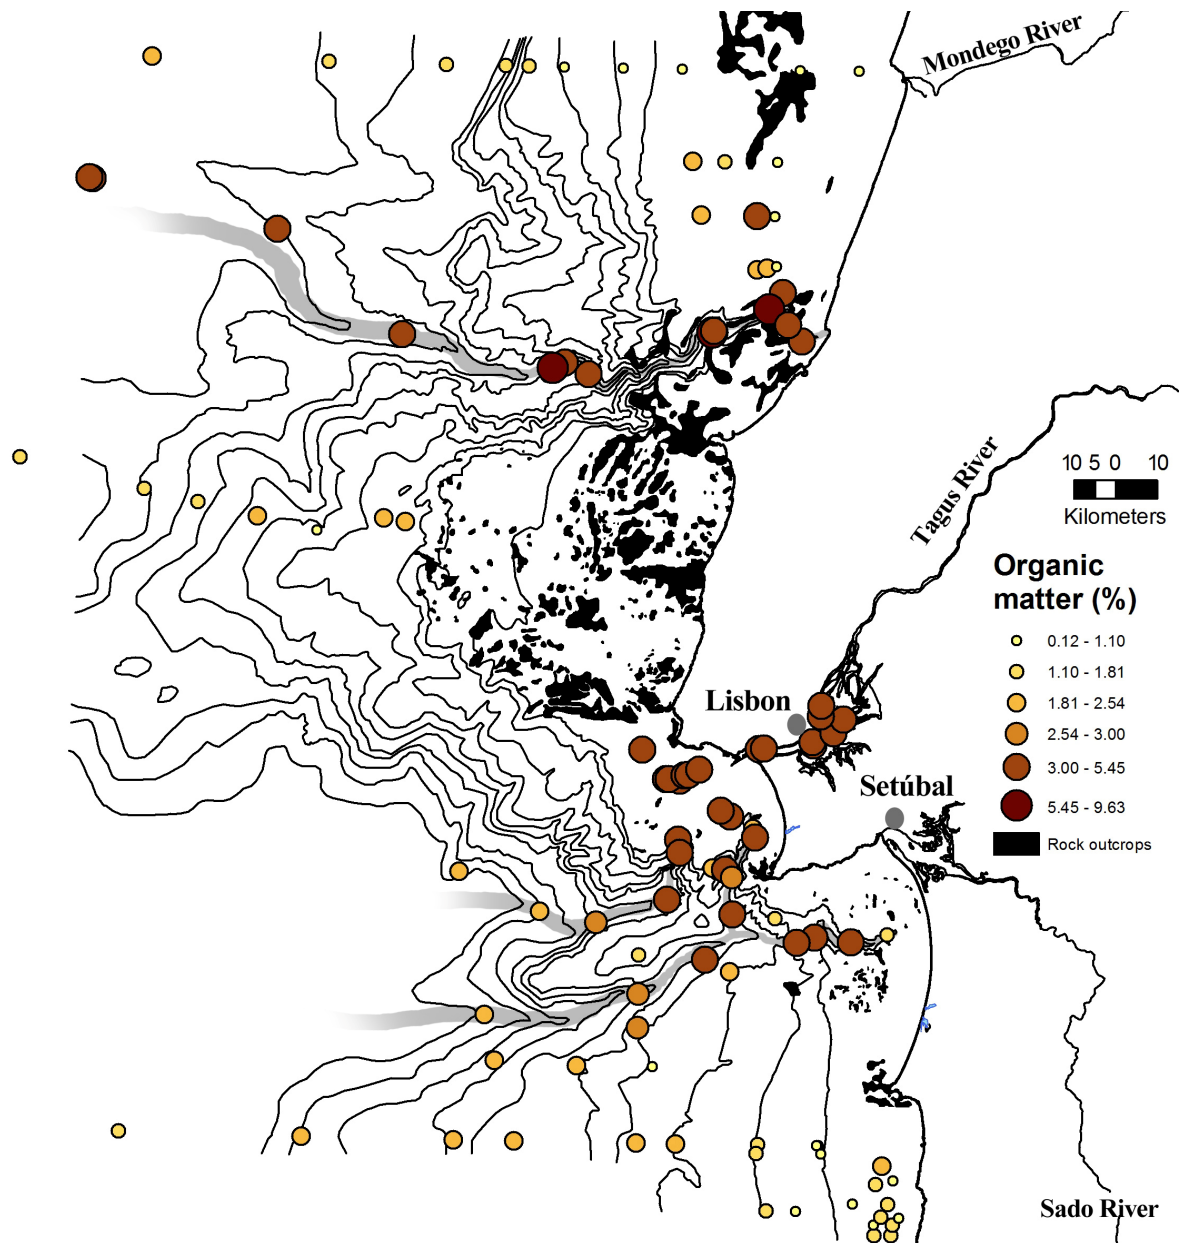 Mondego River
Tagus River
10 5 0 10
Kilometers
Organic
matter (%)
0.12 - 1.10
1.10 - 1.81
1.81 - 2.54
2.54 - 3.00
3.00 - 5.45
5.45 - 9.63
Rock outcrops
Lisbon
Setúbal
Sado River